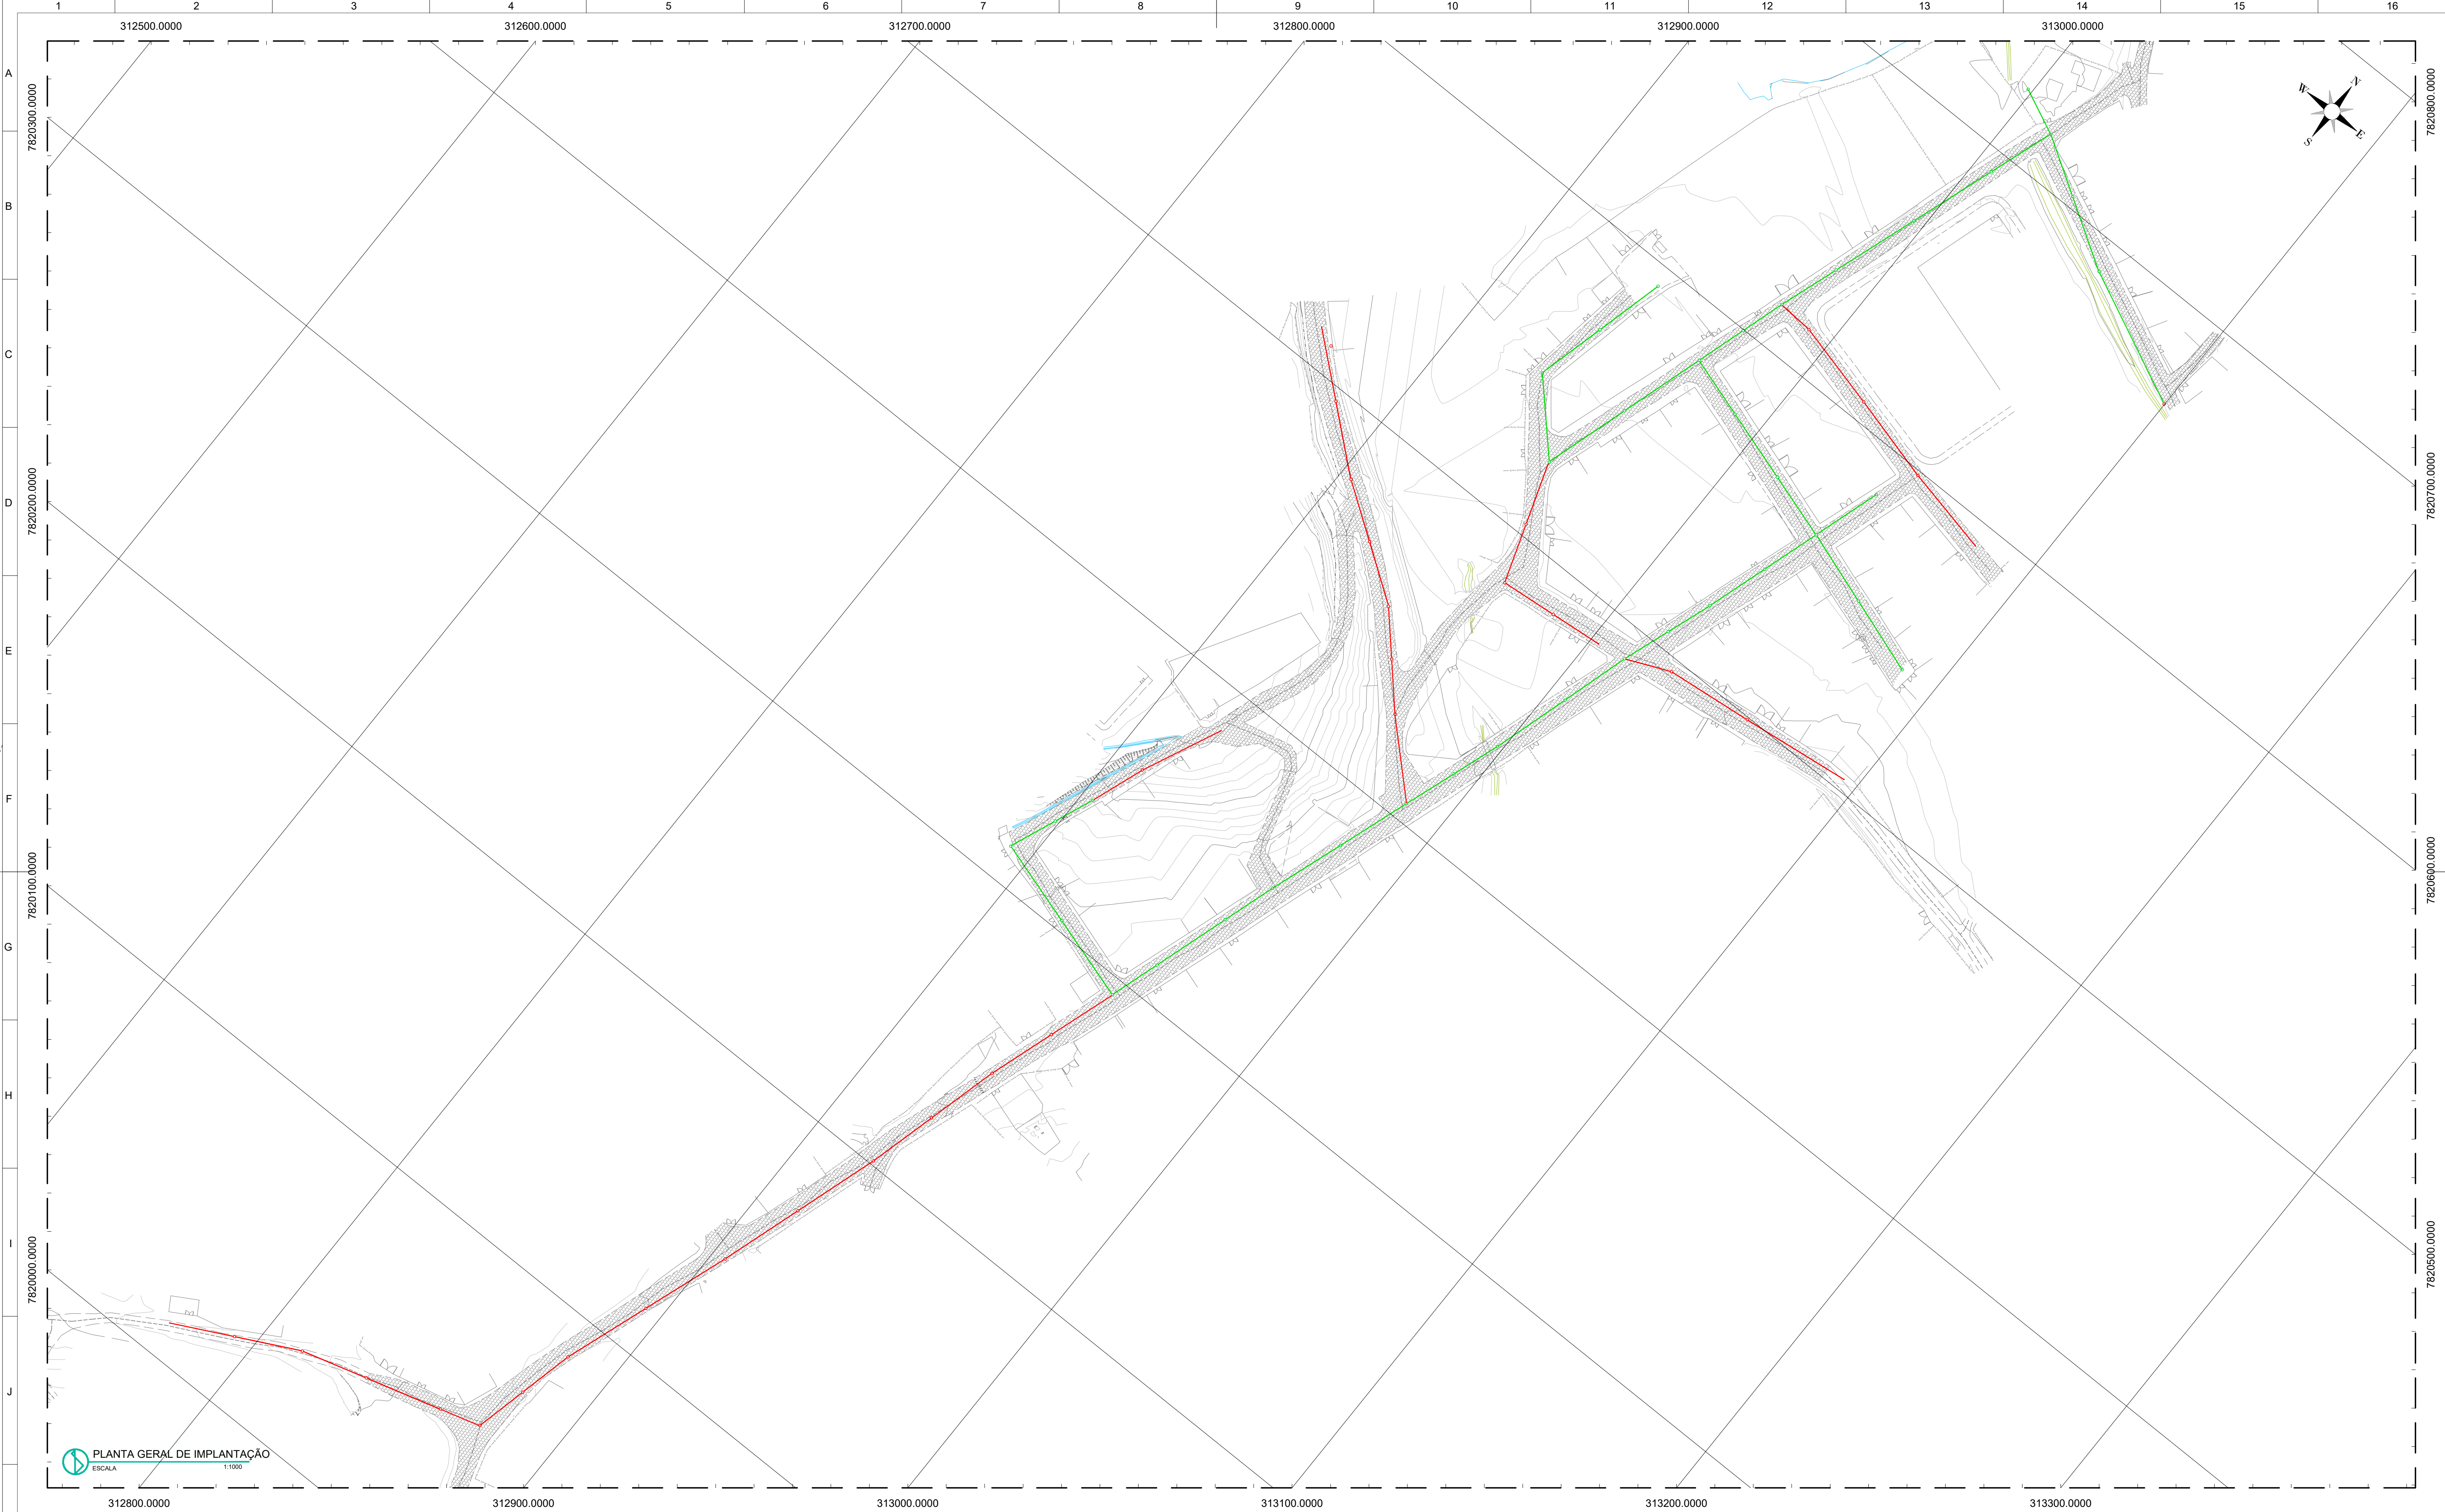 1 2 3 4 5 6 7 8 9 10 11 12 13 14 15 16
312500.0000 312600.0000 312700.0000 312800.0000 312900.0000 313000.0000
A
B
C
D
E
F
G
H
I
J
7820300.0000
7820200.0000
7820100.0000
7820000.0000
7820800.0000
7820700.0000
7820600.0000
7820500.0000
W N
S E
PLANTA GERAL DE IMPLANTAÇÃO
ESCALA 1:1000
312800.0000 312900.0000 313000.0000 313100.0000 313200.0000 313300.0000